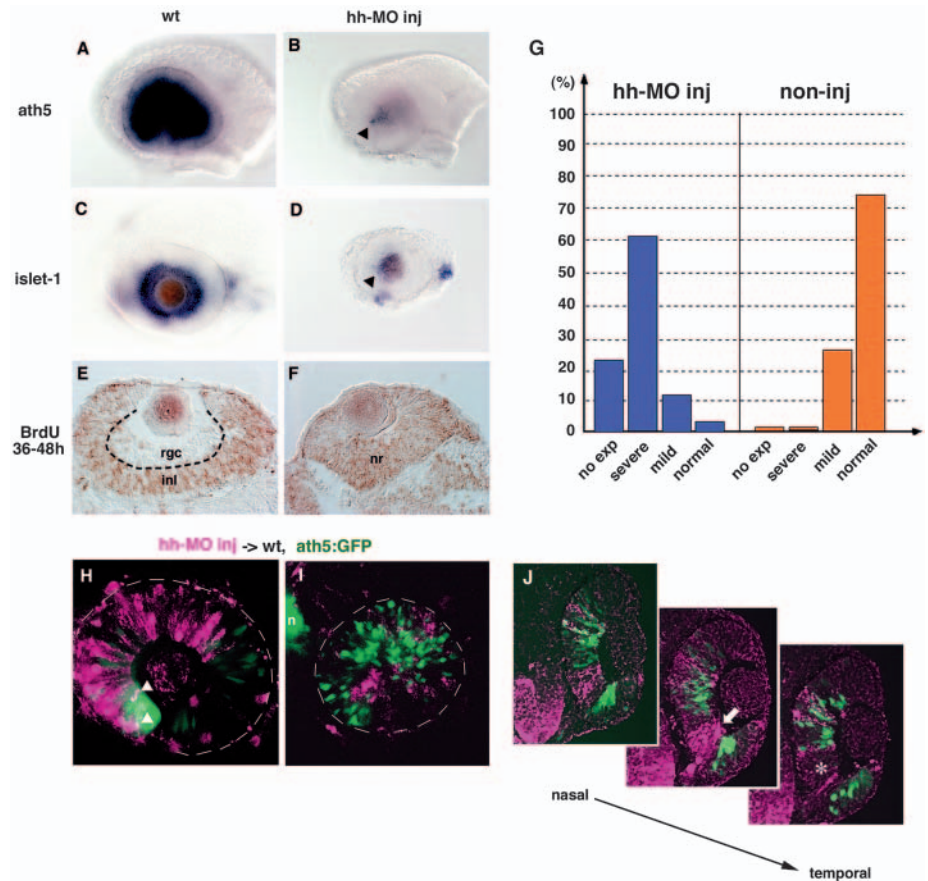 wt
hh-MO inj
A
B
ath5
C
D
islet-1
E
F
BrdU
36-48h
rgc
inl
nr
G
(%)
hh-MO inj
non-inj
100
90
80
70
60
50
40
30
20
10
0
no exp
severe
mild
normal
no exp
severe
mild
normal
hh-MO inj -> wt, ath5:GFP
H
I
n
J
*
nasal
temporal